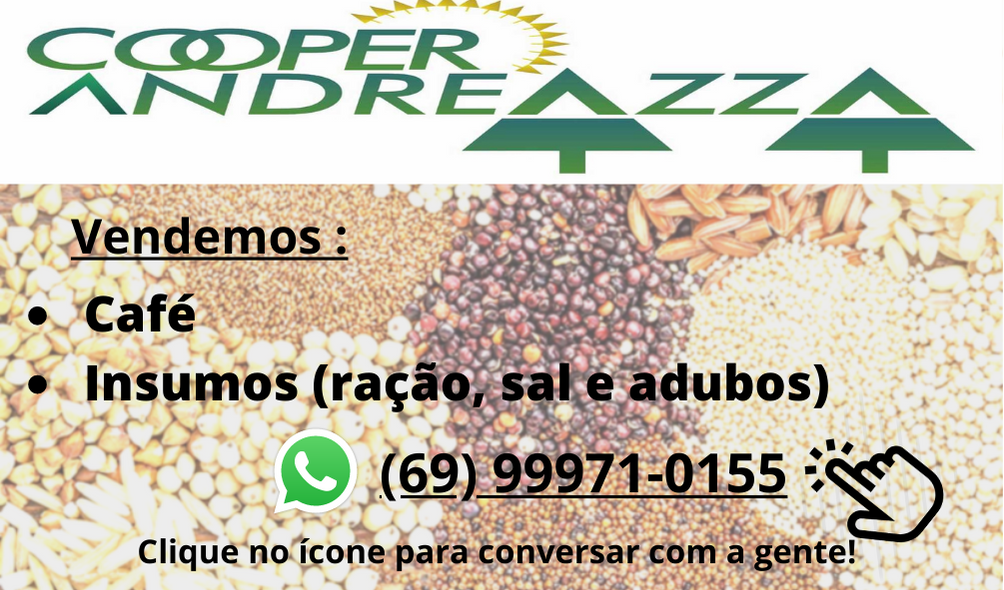 COOPER
ANDREAZZA
Vendemos :
• Café
• Insumos (ração, sal e adubos)
(69) 99971-0155
Clique no ícone para conversar com a gente!